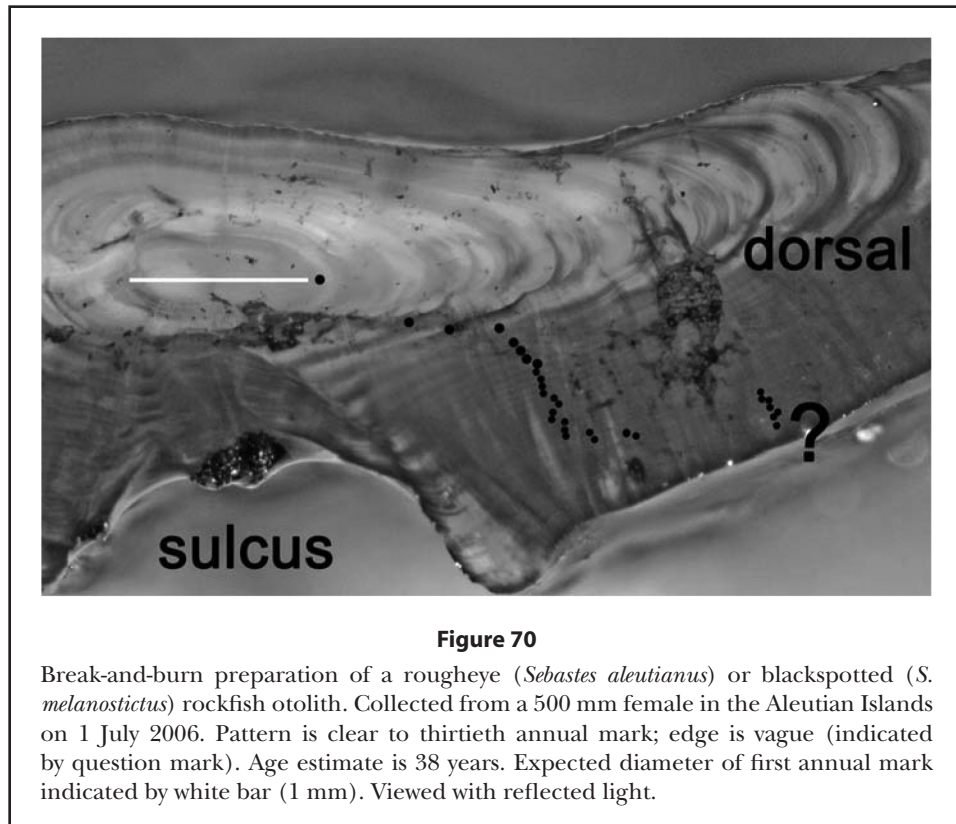 dorsal
?
sulcus
Figure 70
Break-and-burn preparation of a rougheye (Sebastes aleutianus) or blackspotted (S.
melanostictus) rockfish otolith. Collected from a 500 mm female in the Aleutian Islands
on 1 July 2006. Pattern is clear to thirtieth annual mark; edge is vague (indicated
by question mark). Age estimate is 38 years. Expected diameter of first annual mark
indicated by white bar (1 mm). Viewed with reflected light.